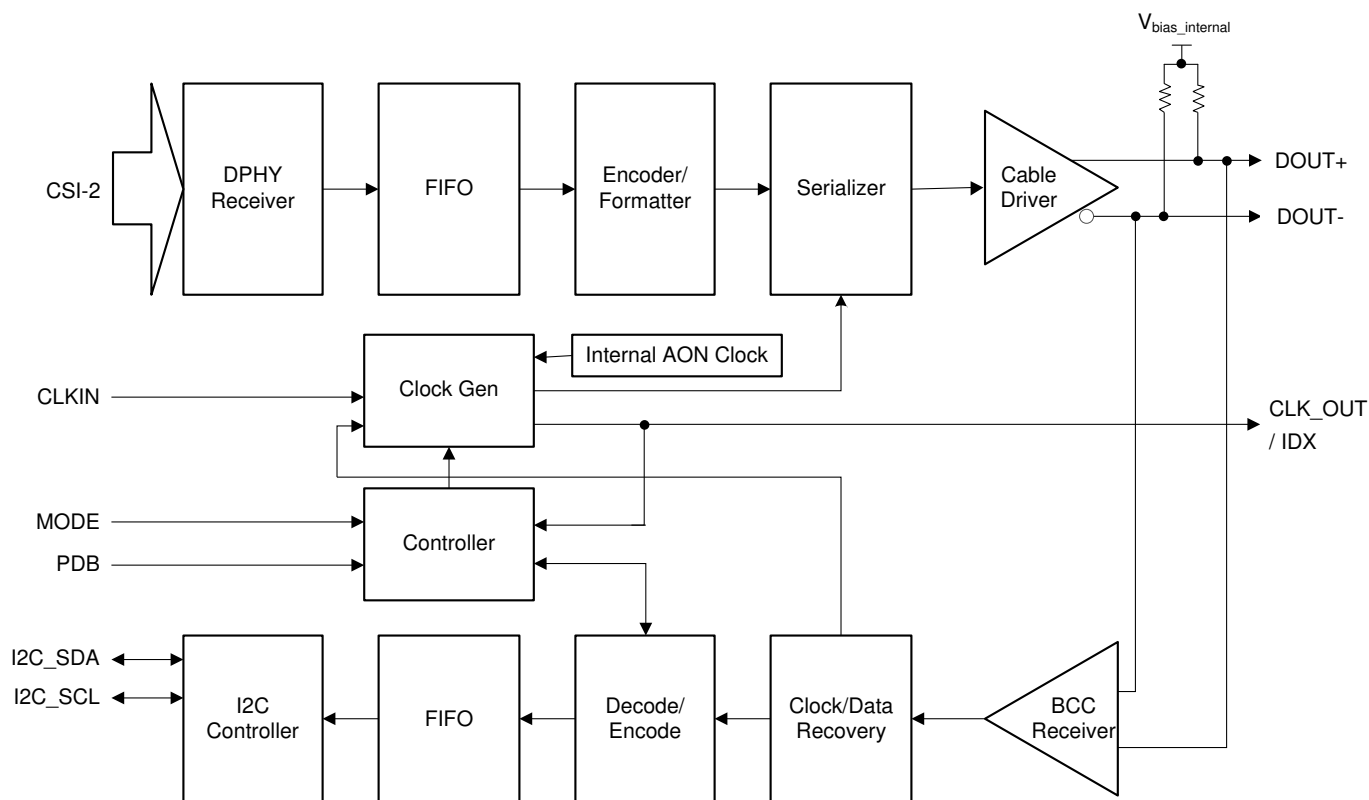 V_bias_internal
CSI-2
DPHY
Receiver
FIFO
Encoder/
Formatter
Serializer
Cable
Driver
DOUT+
DOUT-
Internal AON Clock
CLKIN
Clock Gen
CLK_OUT
/ IDX
MODE
PDB
Controller
I2C_SDA
I2C_SCL
I2C
Controller
FIFO
Decode/
Encode
Clock/Data
Recovery
BCC
Receiver